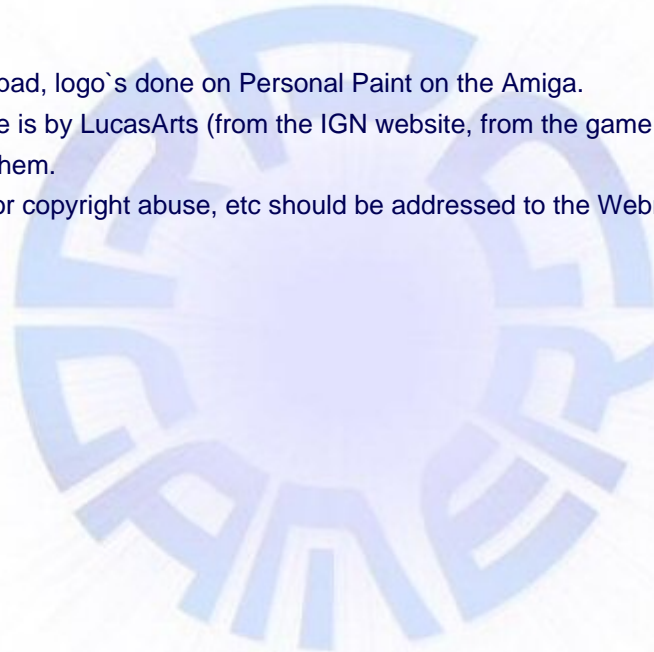 pad, logo`s done on Personal Paint on the Amiga.
e is by LucasArts (from the IGN website, from the game
hem.
or copyright abuse, etc should be addressed to the Web